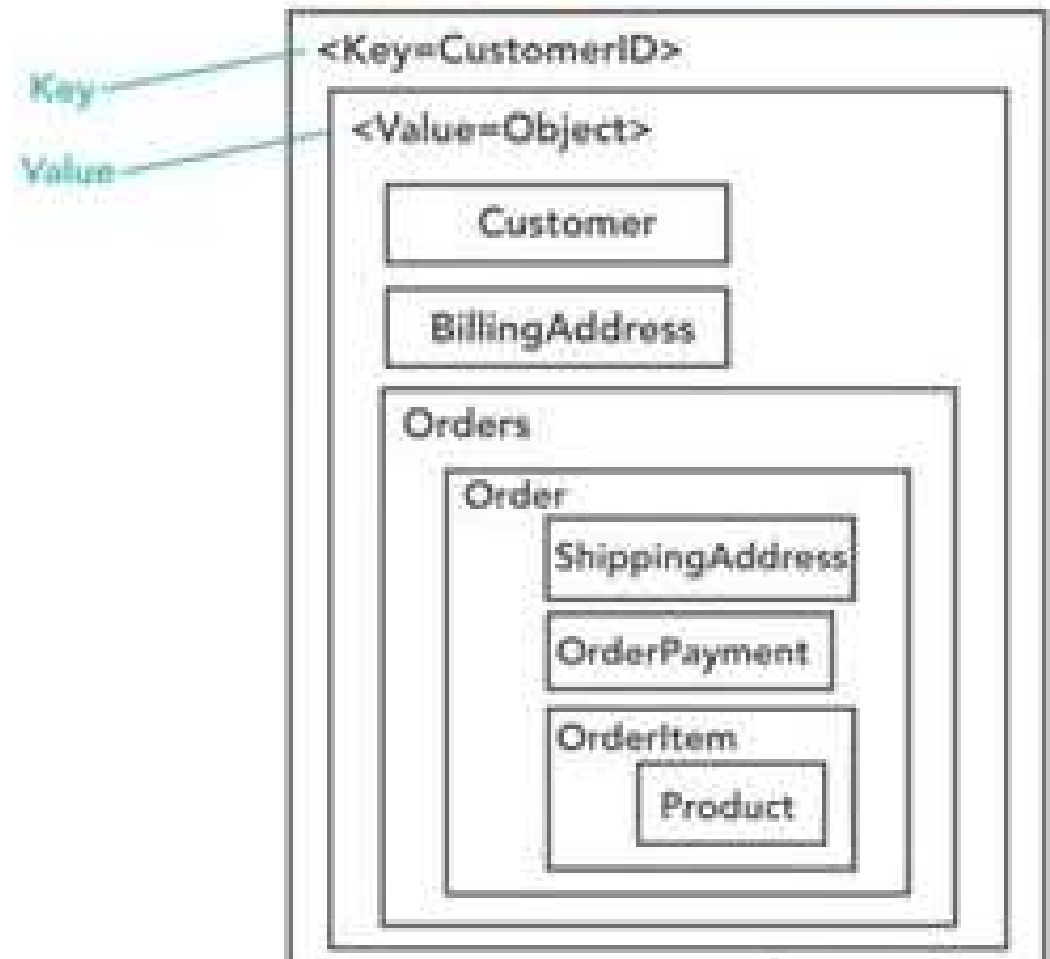 <Key=CustomerID>
Key
<Value=Object>
Value
Customer
BillingAddress
Orders
Order
ShippingAddress
OrderPayment
OrderItem
Product